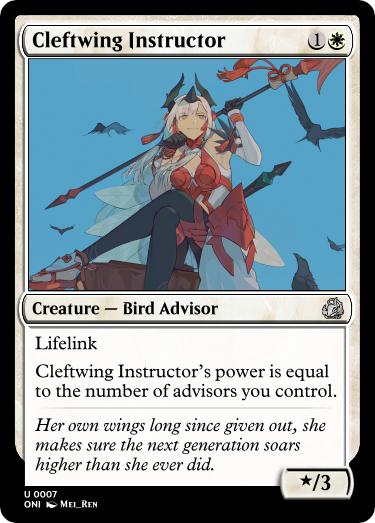 Cleftwing Instructor 1
Creature — Bird Advisor
Lifelink
Cleftwing Instructor's power is equal
to the number of advisors you control.
Her own wings long since given out, she
makes sure the next generation soars
higher than she ever did.
★/3
U 0007
ONI Mei_Ren